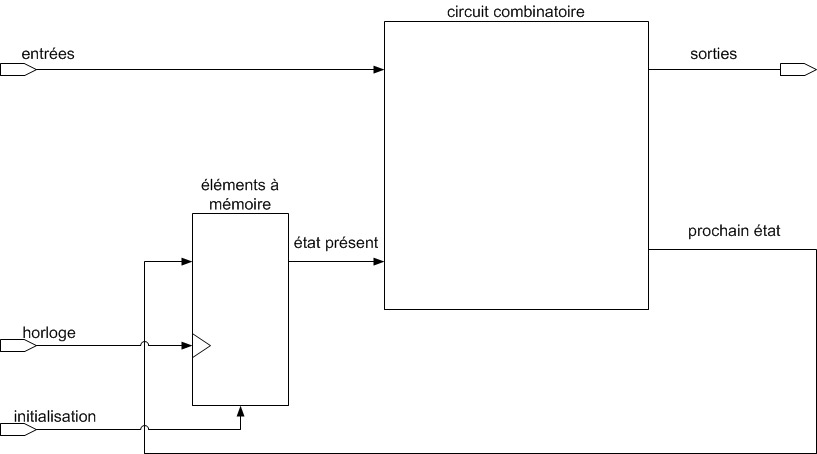 circuit combinatoire
entrées
sorties
éléments à
mémoire
état présent
prochain état
horloge
initialisation